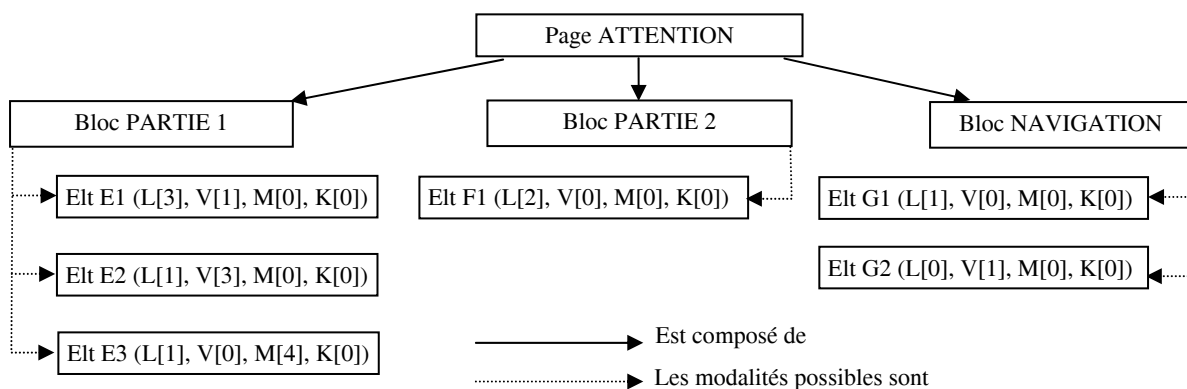 Page ATTENTION
Bloc PARTIE 1
Bloc PARTIE 2
Bloc NAVIGATION
Elt E1 (L[3], V[1], M[0], K[0])
Elt F1 (L[2], V[0], M[0], K[0])
Elt G1 (L[1], V[0], M[0], K[0])
Elt E2 (L[1], V[3], M[0], K[0])
Elt G2 (L[0], V[1], M[0], K[0])
Elt E3 (L[1], V[0], M[4], K[0])
Est composé de
Les modalités possibles sont